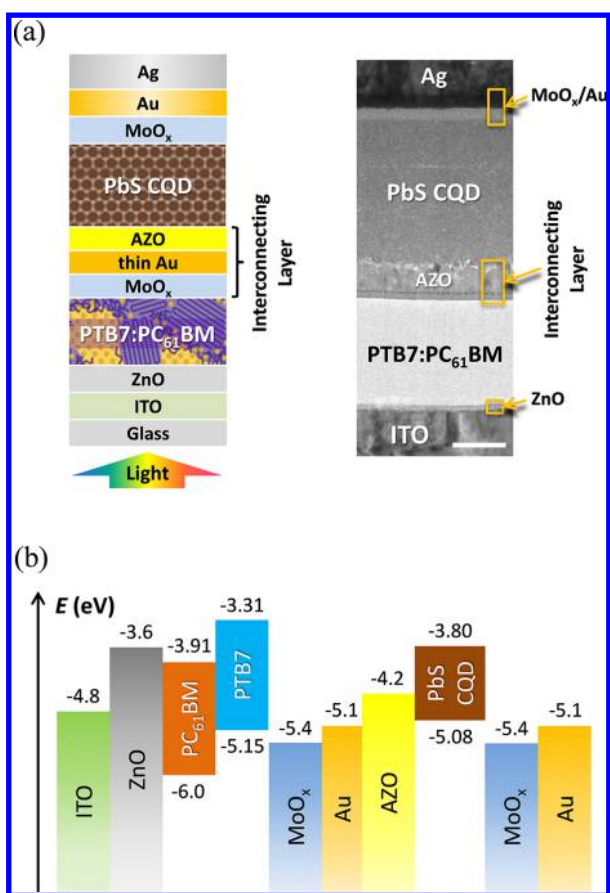 (a)
Ag
Au
MoOₓ
PbS CQD
AZO
thin Au
MoOₓ
Interconnecting
Layer
PTB7:PC₆₁BM
ZnO
ITO
Glass
Light
Ag
MoOₓ/Au
PbS CQD
AZO
Interconnecting
Layer
PTB7:PC₆₁BM
ZnO
ITO
(b)
E (eV)
-4.8
ITO
-3.6
ZnO
-3.91
PC₆₁BM
-6.0
-3.31
PTB7
-5.15
-5.4
MoOₓ
-5.1
Au
-4.2
AZO
-3.80
PbS
CQD
-5.08
-5.4
MoOₓ
-5.1
Au